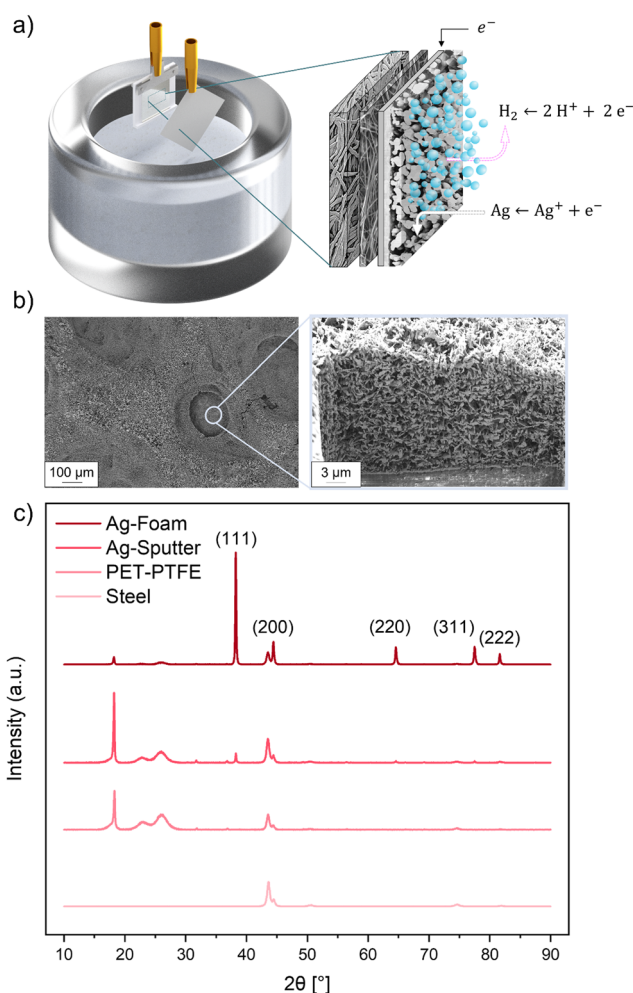 a)
e⁻
H₂ ← 2 H⁺ + 2 e⁻
Ag ← Ag⁺ + e⁻
b)
100 µm
3 µm
c)
Ag-Foam
Ag-Sputter
PET-PTFE
Steel
(111)
(200)
(220)
(311)
(222)
Intensity (a.u.)
10 20 30 40 50 60 70 80 90
2θ [°]